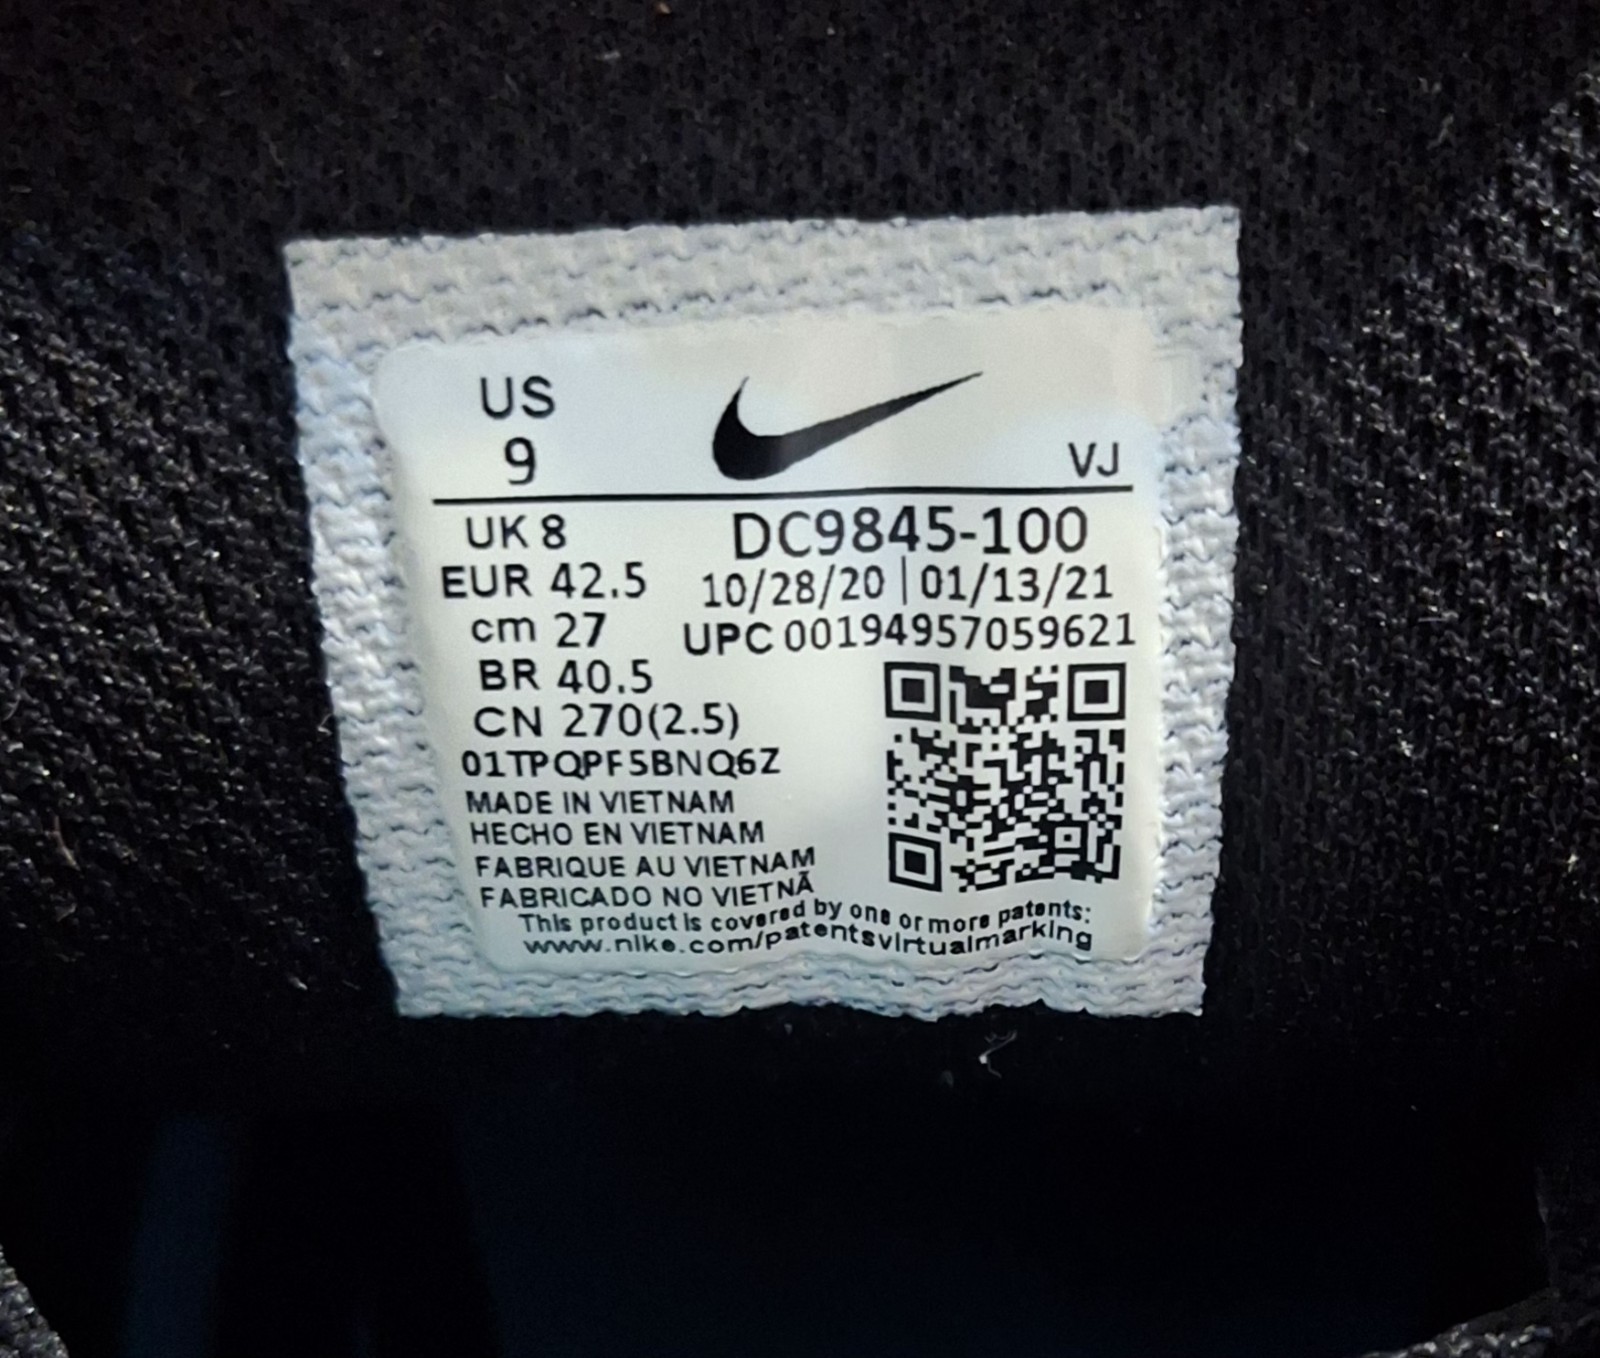 US
9
VJ
UK 8
EUR 42.5
cm 27
BR 40.5
CN 270(2.5)
DC9845-100
10/28/20 | 01/13/21
UPC 00194957059621
01TPQPF5BNQ6Z
MADE IN VIETNAM
HECHO EN VIETNAM
FABRIQUE AU VIETNAM
FABRICADO NO VIETNÃ
This product is covered by one or more patents:
www.nike.com/patentsvirtualmarking